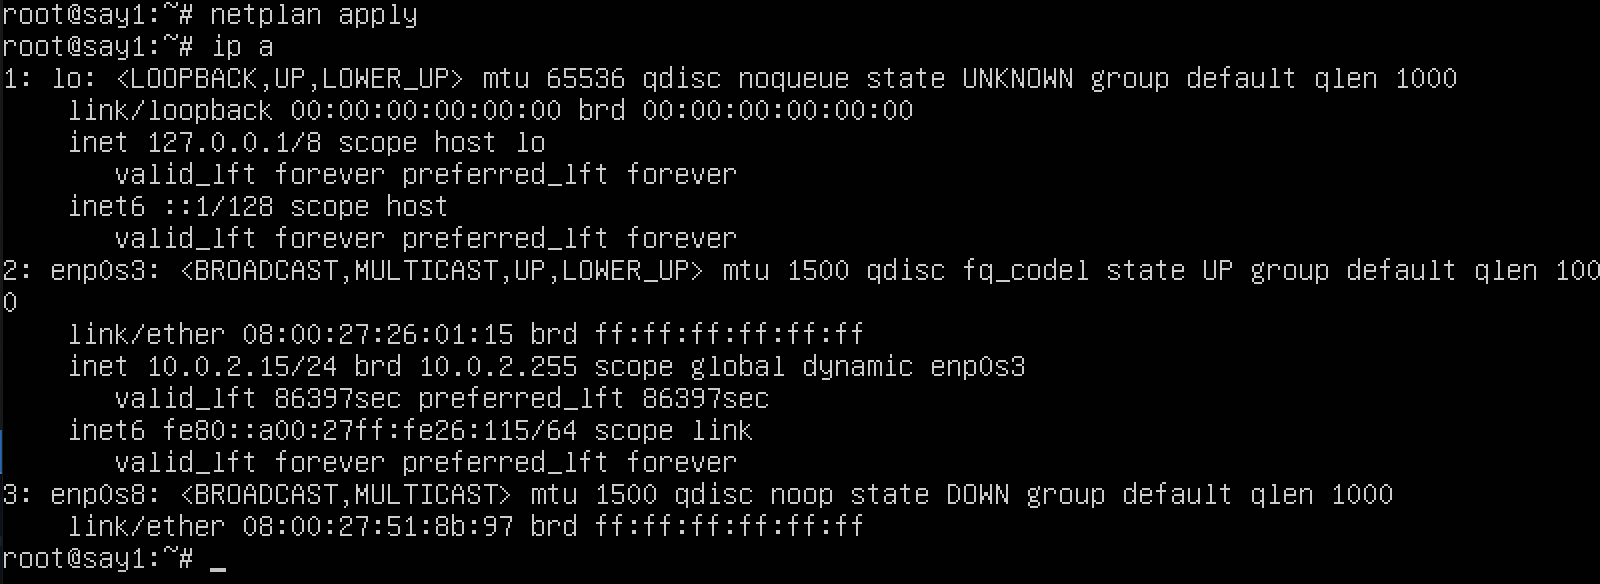 root@say1:~# netplan apply
root@say1:~# ip a
1: lo: <LOOPBACK,UP,LOWER_UP> mtu 65536 qdisc noqueue state UNKNOWN group default qlen 1000
    link/loopback 00:00:00:00:00:00 brd 00:00:00:00:00:00
    inet 127.0.0.1/8 scope host lo
       valid_lft forever preferred_lft forever
    inet6 ::1/128 scope host
       valid_lft forever preferred_lft forever
2: enp0s3: <BROADCAST,MULTICAST,UP,LOWER_UP> mtu 1500 qdisc fq_codel state UP group default qlen 100
0
    link/ether 08:00:27:26:01:15 brd ff:ff:ff:ff:ff:ff
    inet 10.0.2.15/24 brd 10.0.2.255 scope global dynamic enp0s3
       valid_lft 86397sec preferred_lft 86397sec
    inet6 fe80::a00:27ff:fe26:115/64 scope link
       valid_lft forever preferred_lft forever
3: enp0s8: <BROADCAST,MULTICAST> mtu 1500 qdisc noop state DOWN group default qlen 1000
    link/ether 08:00:27:51:8b:97 brd ff:ff:ff:ff:ff:ff
root@say1:~# _